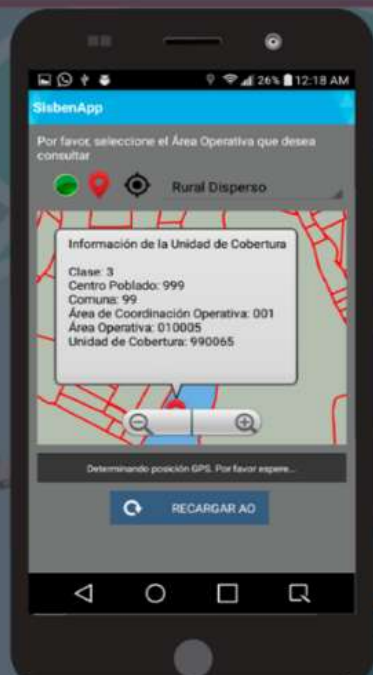 26% 12:18 AM
SisbenApp
Por favor, seleccione el Área Operativa que desea
consultar
Rural Disperso
Información de la Unidad de Cobertura
Clase: 3
Centro Poblado: 999
Comuna: 99
Área de Coordinación Operativa: 001
Área Operativa: 010005
Unidad de Cobertura: 990065
Determinando posición GPS. Por favor espere...
RECARGAR AO